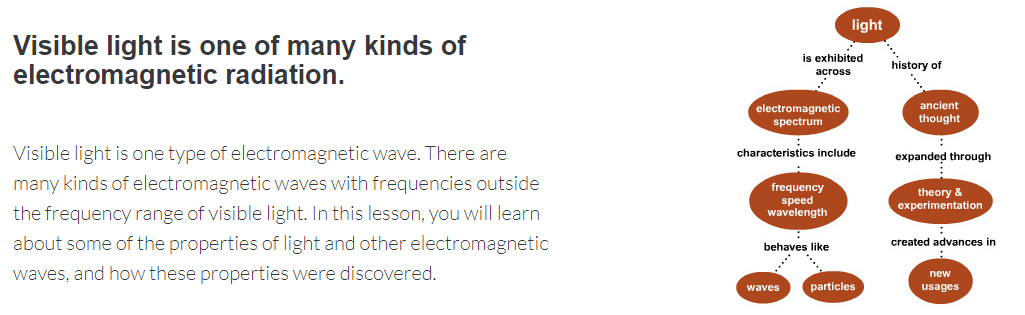 Visible light is one of many kinds of
electromagnetic radiation.
Visible light is one type of electromagnetic wave. There are
many kinds of electromagnetic waves with frequencies outside
the frequency range of visible light. In this lesson, you will learn
about some of the properties of light and other electromagnetic
waves, and how these properties were discovered.
light
is exhibited
across
history of
electromagnetic
spectrum
ancient
thought
characteristics include
expanded through
frequency
speed
wavelength
theory &
experimentation
behaves like
created advances in
waves
particles
new
usages